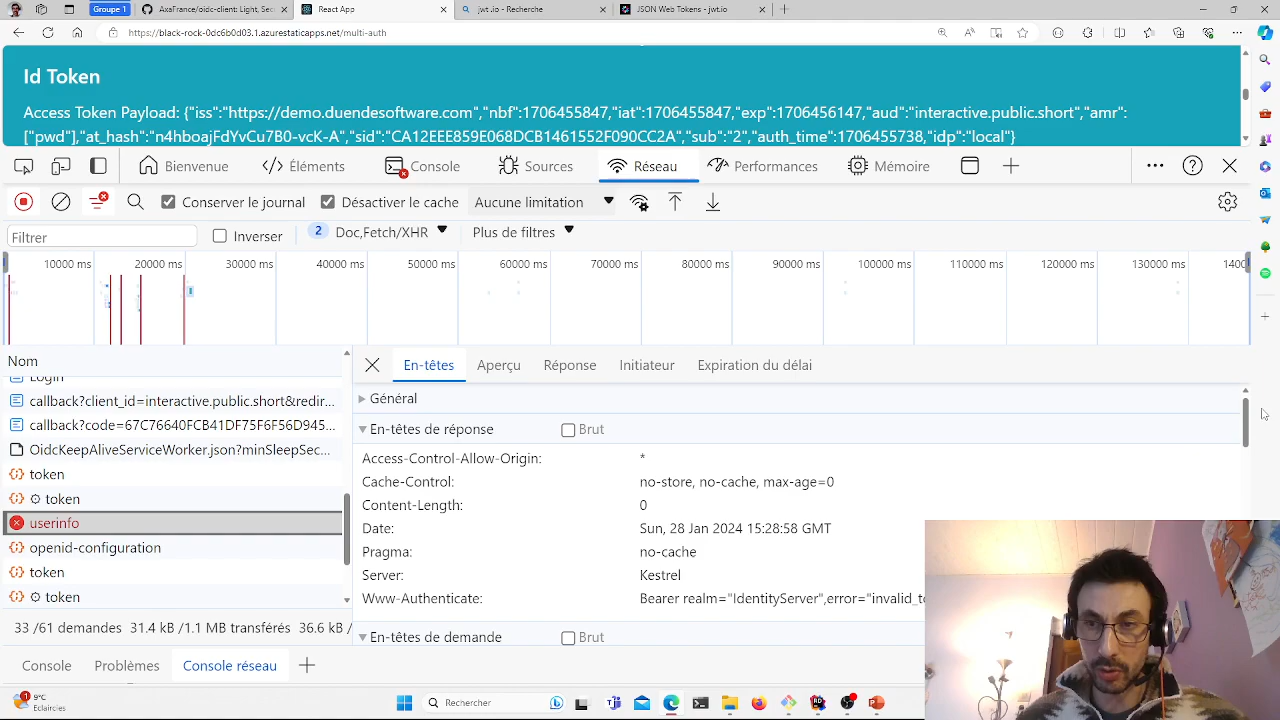 Groupe 1
AxaFrance/oidc-client: Light, Sec
React App
jwt.io - Recherche
JSON Web Tokens - jwt.io
https://black-rock-0dc6b0d03.1.azurestaticapps.net/multi-auth
Id Token
Access Token Payload: {"iss":"https://demo.duendesoftware.com","nbf":1706455847,"iat":1706455847,"exp":1706456147,"aud":"interactive.public.short","amr":
["pwd"],"at_hash":"n4hboajFdYvCu7B0-vcK-A","sid":"CA12EEE859E068DCB1461552F090CC2A","sub":"2","auth_time":1706455738,"idp":"local"}
Bienvenue
Éléments
Console
Sources
Réseau
Performances
Mémoire
Conserver le journal
Désactiver le cache
Aucune limitation
Filtrer
Inverser
2
Doc,Fetch/XHR
Plus de filtres
10000 ms
20000 ms
30000 ms
40000 ms
50000 ms
60000 ms
70000 ms
80000 ms
90000 ms
100000 ms
110000 ms
120000 ms
130000 ms
1400
Nom
En-têtes
Aperçu
Réponse
Initiateur
Expiration du délai
Login
callback?client_id=interactive.public.short&redir...
callback?code=67C76640FCB41DF75F6F56D945...
OidcKeepAliveServiceWorker.json?minSleepSec...
token
token
userinfo
openid-configuration
token
token
Général
En-têtes de réponse
Brut
Access-Control-Allow-Origin:
*
Cache-Control:
no-store, no-cache, max-age=0
Content-Length:
0
Date:
Sun, 28 Jan 2024 15:28:58 GMT
Pragma:
no-cache
Server:
Kestrel
Www-Authenticate:
Bearer realm="IdentityServer",error="invalid_to
En-têtes de demande
Brut
33 /61 demandes
31.4 kB /1.1 MB transférés
36.6 kB /
Console
Problèmes
Console réseau
1
9°C
Eclaircies
Rechercher